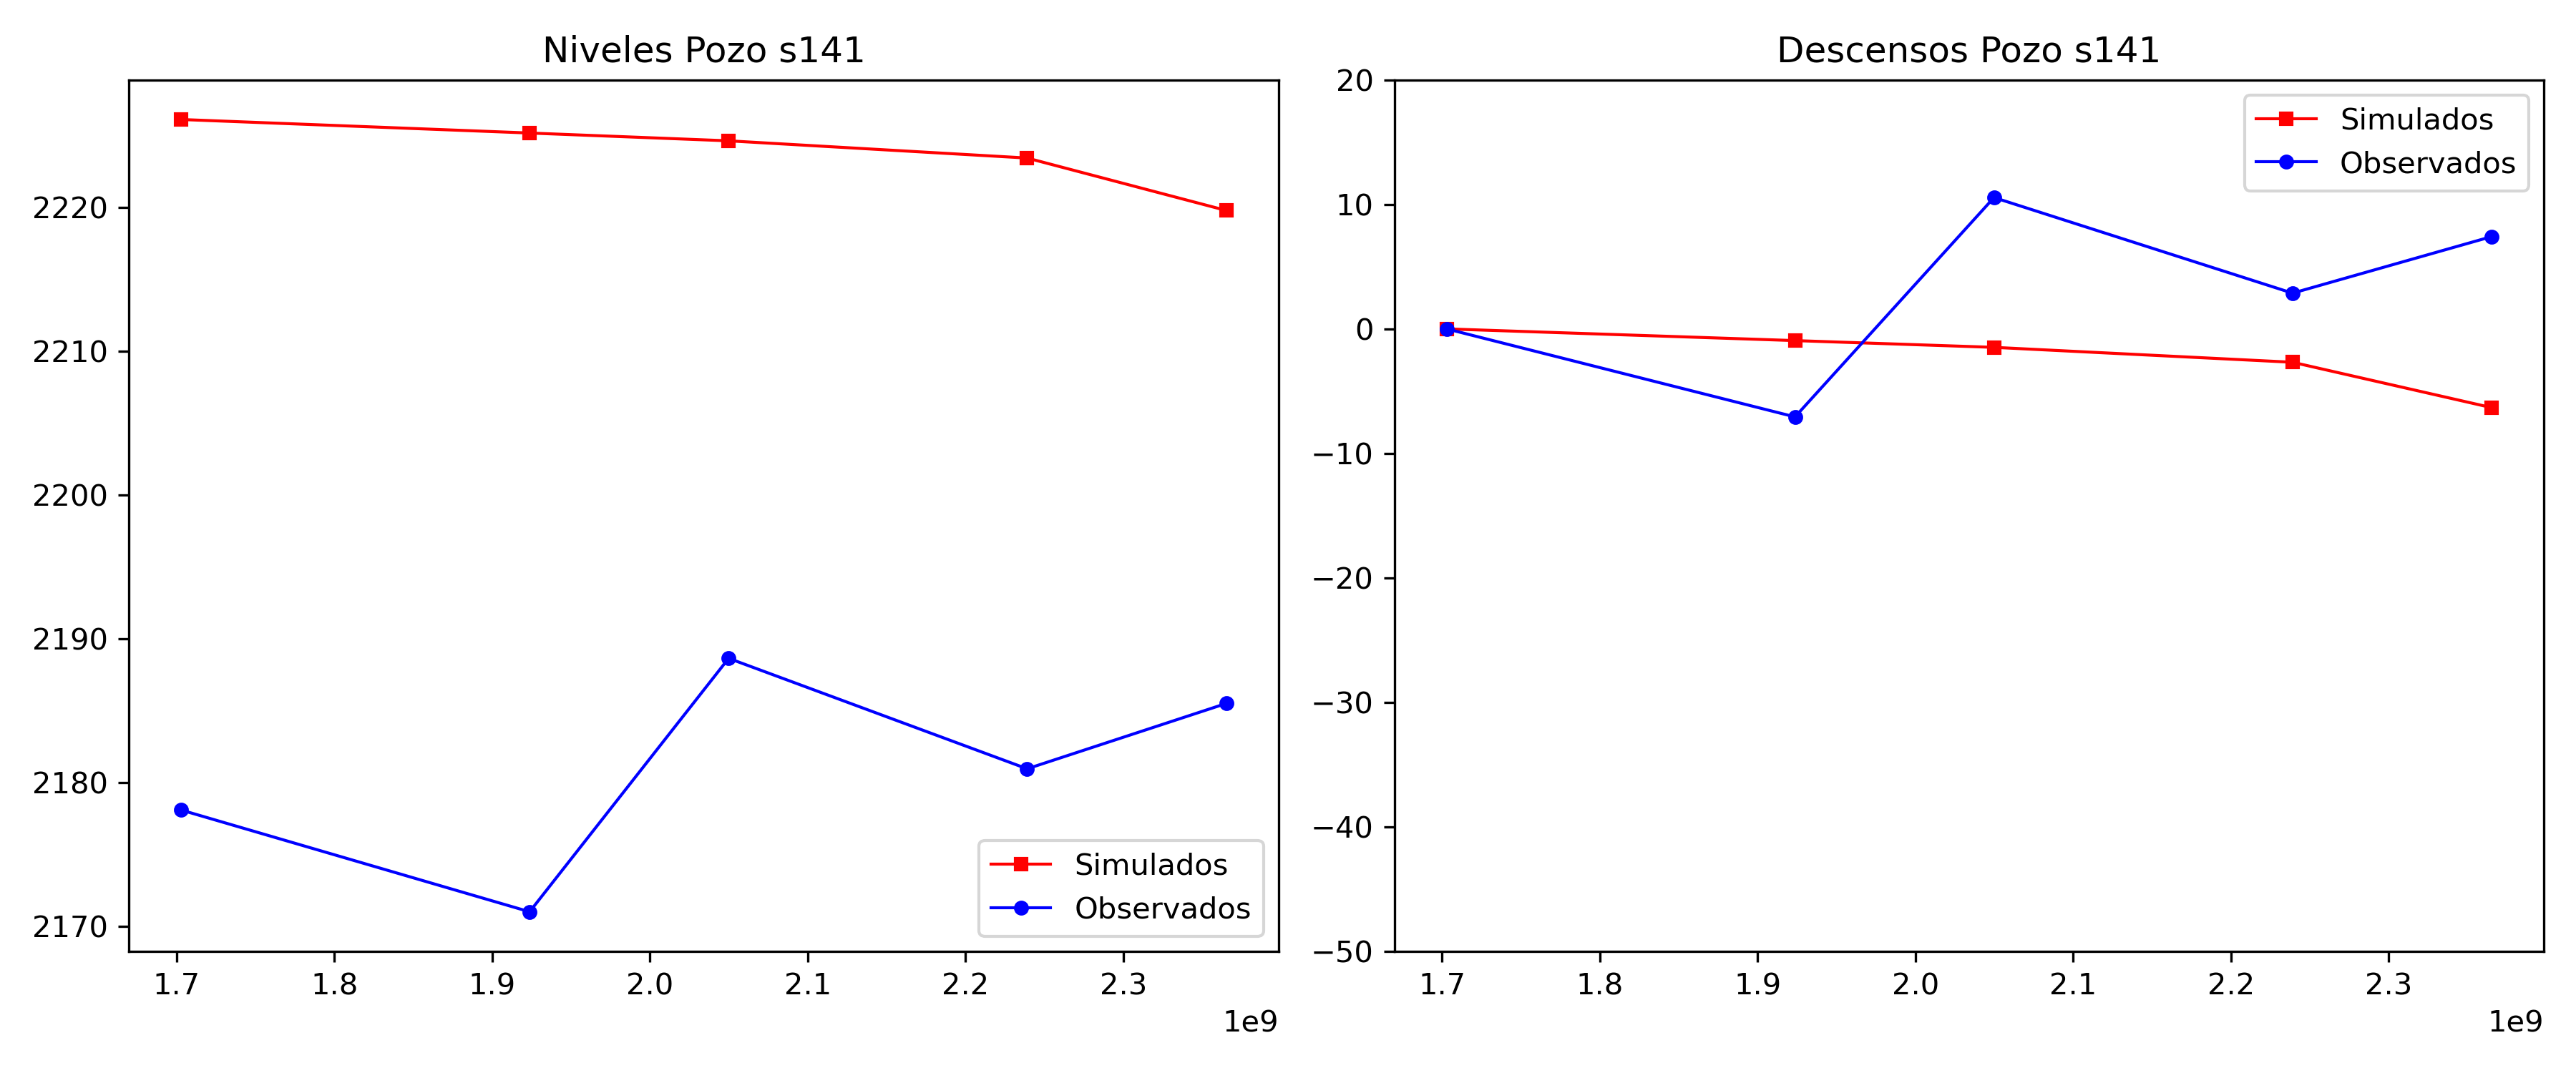 Niveles Pozo s141
2220
2210
2200
2190
2180
2170
1.7 1.8 1.9 2.0 2.1 2.2 2.3
1e9
Simulados
Observados
Descensos Pozo s141
20
10
0
−10
−20
−30
−40
−50
1.7 1.8 1.9 2.0 2.1 2.2 2.3
1e9
Simulados
Observados